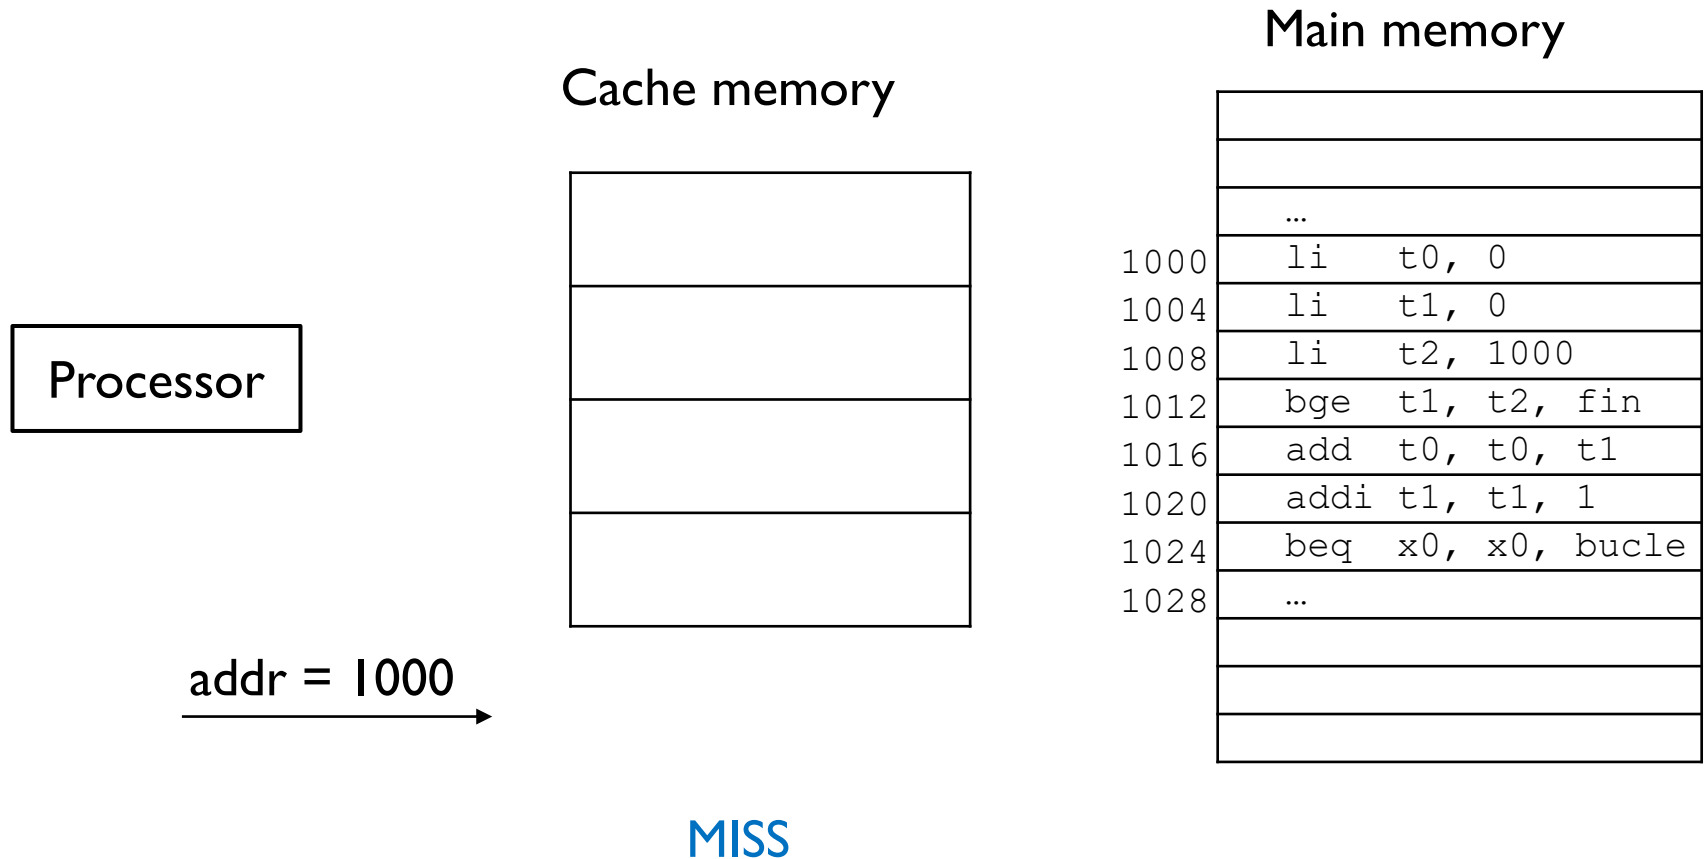 Main memory
Cache memory
…
1000 li t0, 0
1004 li t1, 0
1008 li t2, 1000
Processor
1012 bge t1, t2, fin
1016 add t0, t0, t1
1020 addi t1, t1, 1
1024 beq x0, x0, bucle
1028 …
addr = 1000
MISS